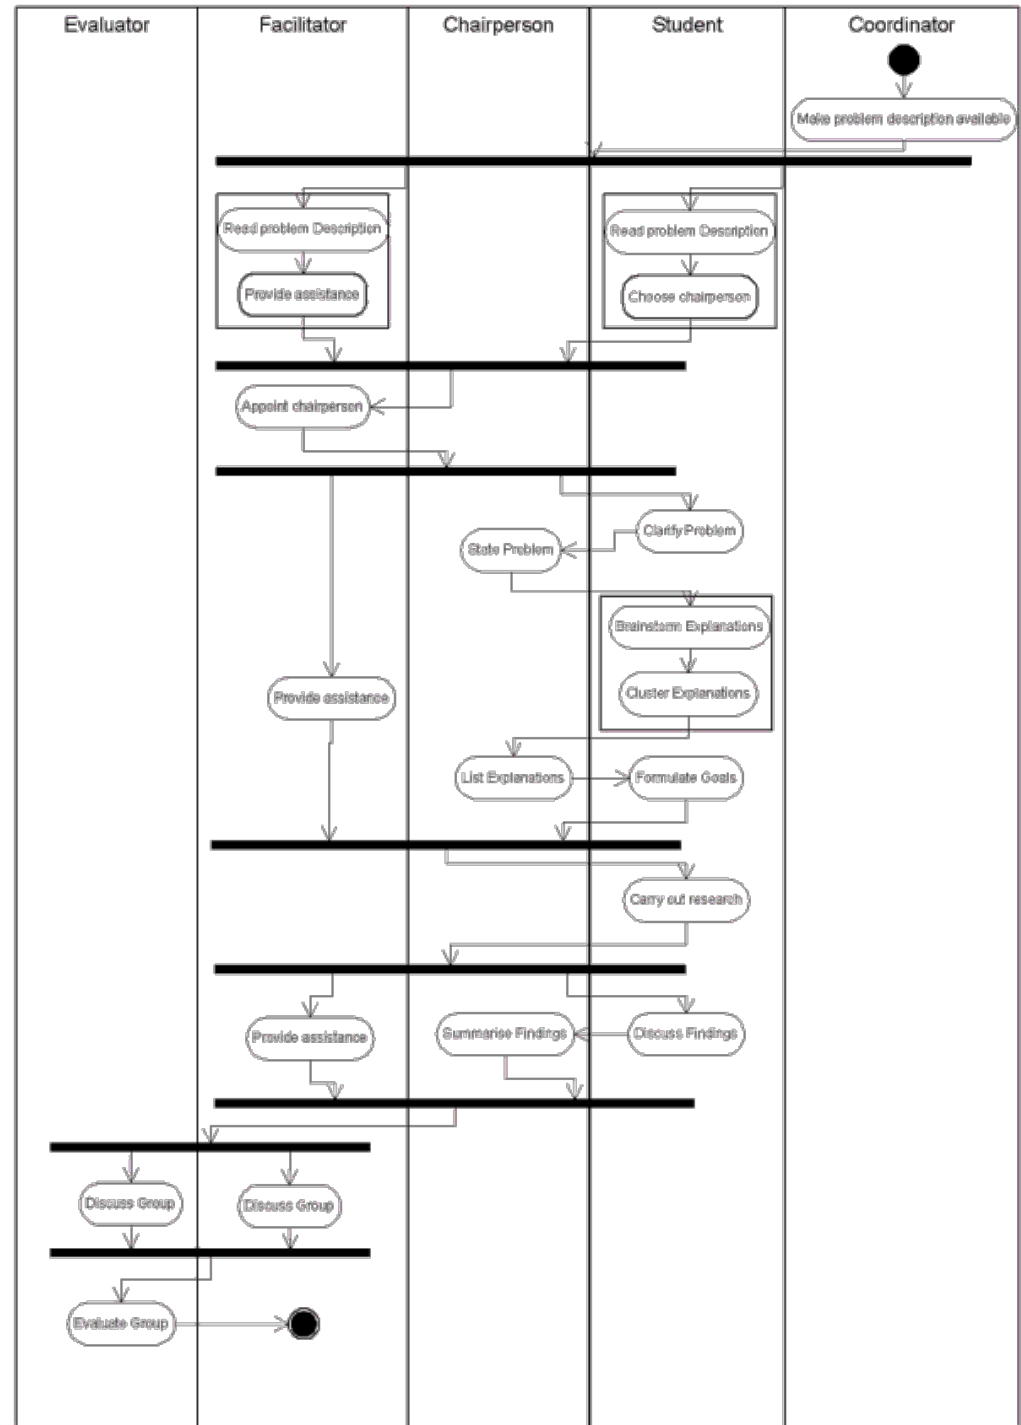 Evaluator
Facilitator
Chairperson
Student
Coordinator
Make problem description available
Read problem Description
Read problem Description
Provide assistance
Choose chairperson
Appoint chairperson
Clarify Problem
State Problem
Brainstorm Explanations
Cluster Explanations
Provide assistance
List Explanations
Formulate Goals
Carry out research
Provide assistance
Summarise Findings
Discuss Findings
Discuss Group
Discuss Group
Evaluate Group